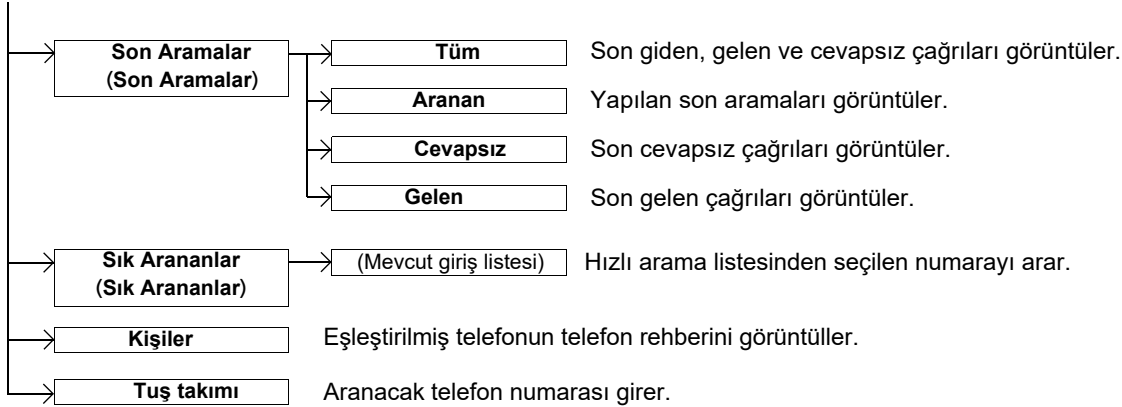 Son Aramalar
(Son Aramalar)
Tüm
Son giden, gelen ve cevapsız çağrıları görüntüler.
Aranan
Yapılan son aramaları görüntüler.
Cevapsız
Son cevapsız çağrıları görüntüler.
Gelen
Son gelen çağrıları görüntüler.
Sık Arananlar
(Sık Arananlar)
(Mevcut giriş listesi)
Hızlı arama listesinden seçilen numarayı arar.
Kişiler
Eşleştirilmiş telefonun telefon rehberini görüntüller.
Tuş takımı
Aranacak telefon numarası girer.